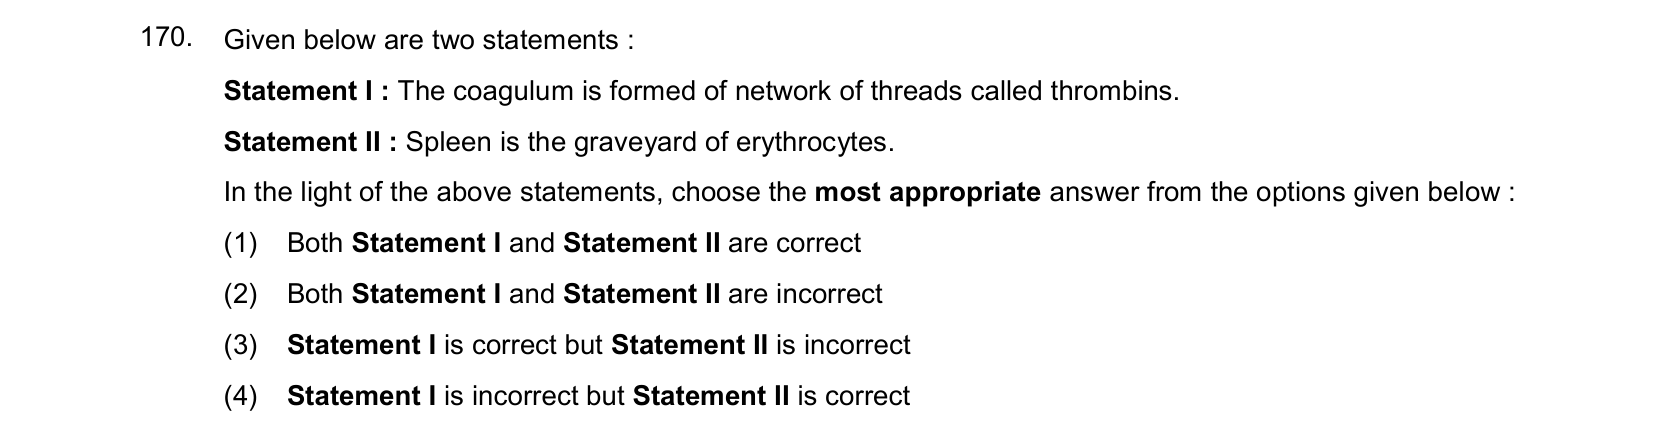 170. Given below are two statements :
Statement I : The coagulum is formed of network of threads called thrombins.
Statement II : Spleen is the graveyard of erythrocytes.
In the light of the above statements, choose the most appropriate answer from the options given below :
(1) Both Statement I and Statement II are correct
(2) Both Statement I and Statement II are incorrect
(3) Statement I is correct but Statement II is incorrect
(4) Statement I is incorrect but Statement II is correct